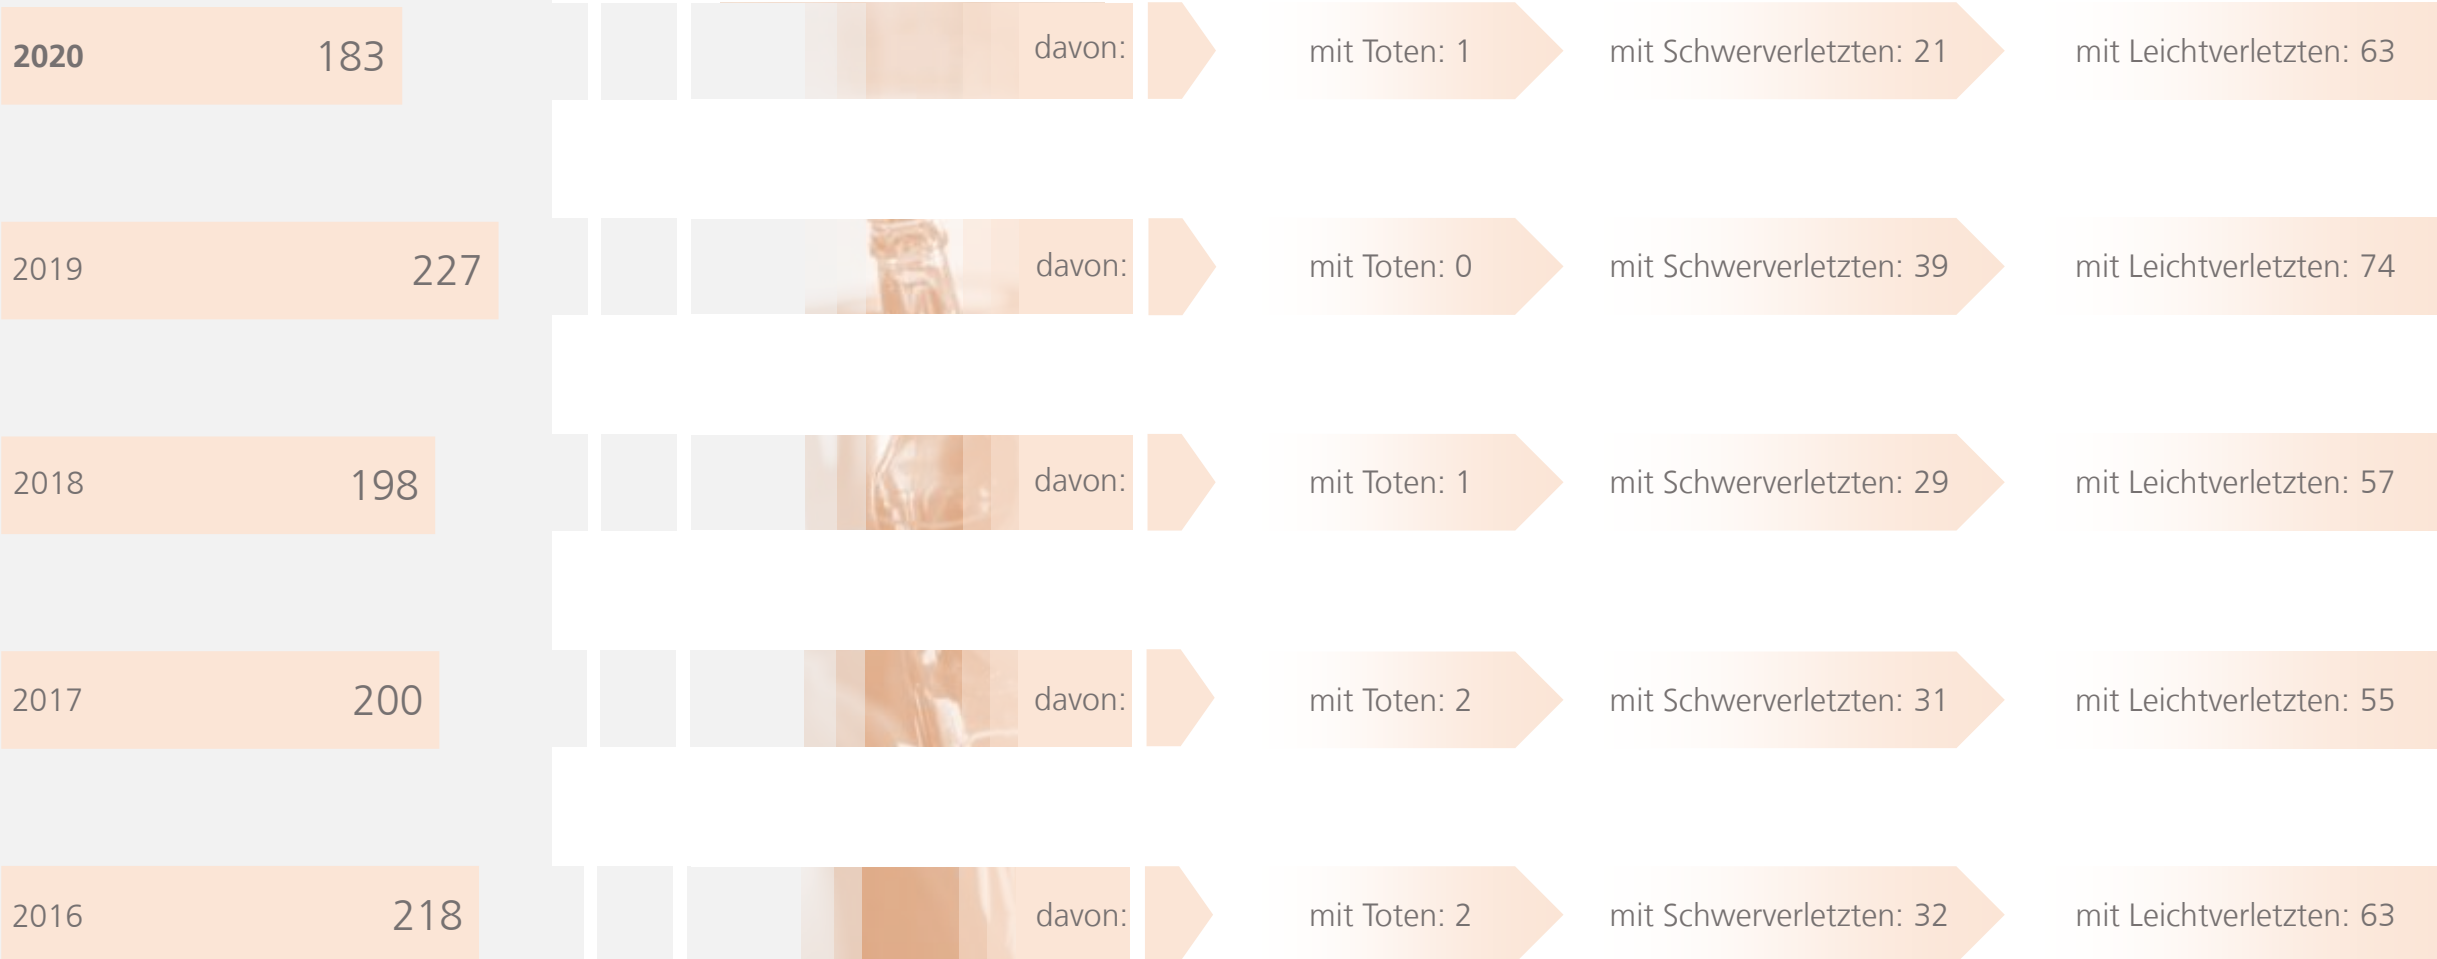 2020 183 davon: mit Toten: 1 mit Schwerverletzten: 21 mit Leichtverletzten: 63
2019 227 davon: mit Toten: 0 mit Schwerverletzten: 39 mit Leichtverletzten: 74
2018 198 davon: mit Toten: 1 mit Schwerverletzten: 29 mit Leichtverletzten: 57
2017 200 davon: mit Toten: 2 mit Schwerverletzten: 31 mit Leichtverletzten: 55
2016 218 davon: mit Toten: 2 mit Schwerverletzten: 32 mit Leichtverletzten: 63